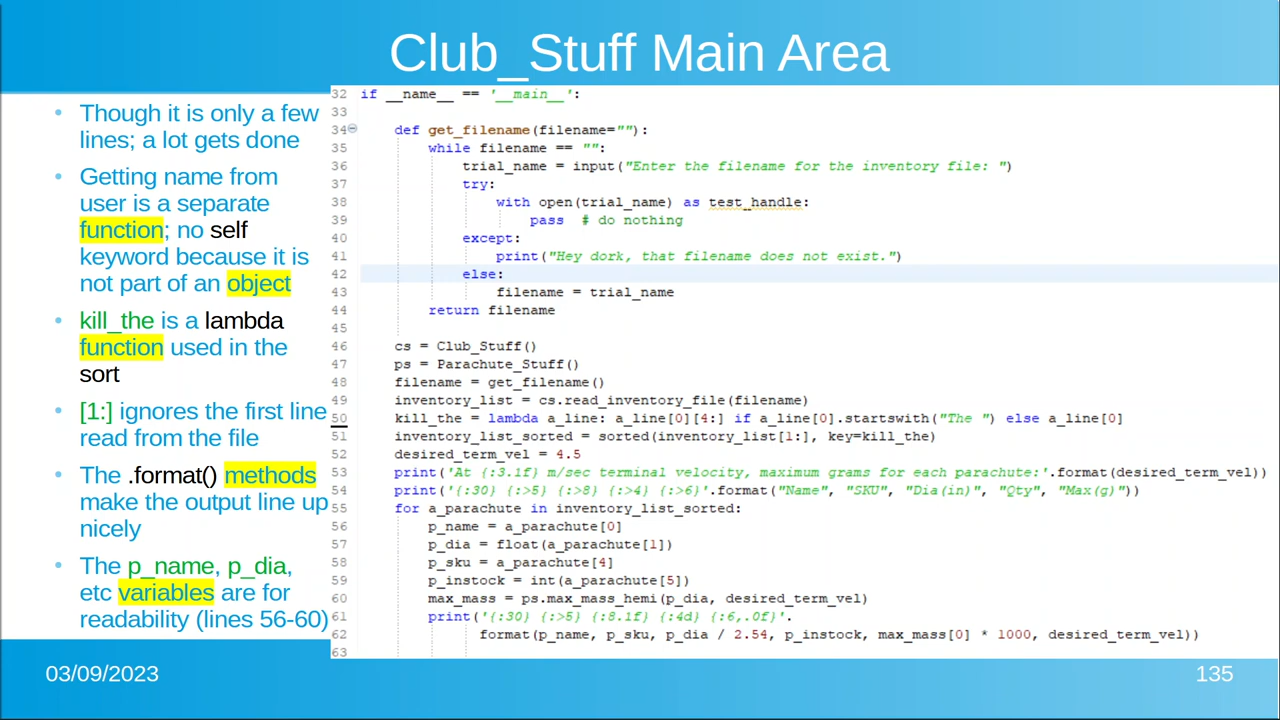 Club_Stuff Main Area
• Though it is only a few
lines; a lot gets done
• Getting name from
user is a separate
function; no self
keyword because it is
not part of an object
• kill_the is a lambda
function used in the
sort
• [1:] ignores the first line
read from the file
• The .format() methods
make the output line up
nicely
• The p_name, p_dia,
etc variables are for
readability (lines 56-60)
32 if __name__ == '__main__':
33
34 def get_filename(filename=""):
35 while filename == "":
36 trial_name = input("Enter the filename for the inventory file: ")
37 try:
38 with open(trial_name) as test_handle:
39 pass # do nothing
40 except:
41 print("Hey dork, that filename does not exist.")
42 else:
43 filename = trial_name
44 return filename
45
46 cs = Club_Stuff()
47 ps = Parachute_Stuff()
48 filename = get_filename()
49 inventory_list = cs.read_inventory_file(filename)
50 kill_the = lambda a_line: a_line[0][4:] if a_line[0].startswith("The ") else a_line[0]
51 inventory_list_sorted = sorted(inventory_list[1:], key=kill_the)
52 desired_term_vel = 4.5
53 print('At {:3.1f} m/sec terminal velocity, maximum grams for each parachute:'.format(desired_term_vel))
54 print('{:30} {:>5} {:>8} {:>4} {:>6}'.format("Name", "SKU", "Dia(in)", "Qty", "Max(g)"))
55 for a_parachute in inventory_list_sorted:
56 p_name = a_parachute[0]
57 p_dia = float(a_parachute[1])
58 p_sku = a_parachute[4]
59 p_instock = int(a_parachute[5])
60 max_mass = ps.max_mass_hemi(p_dia, desired_term_vel)
61 print('{:30} {:>5} {:8.1f} {:4d} {:6,.0f}'.
62 format(p_name, p_sku, p_dia / 2.54, p_instock, max_mass[0] * 1000, desired_term_vel))
63
03/09/2023
135